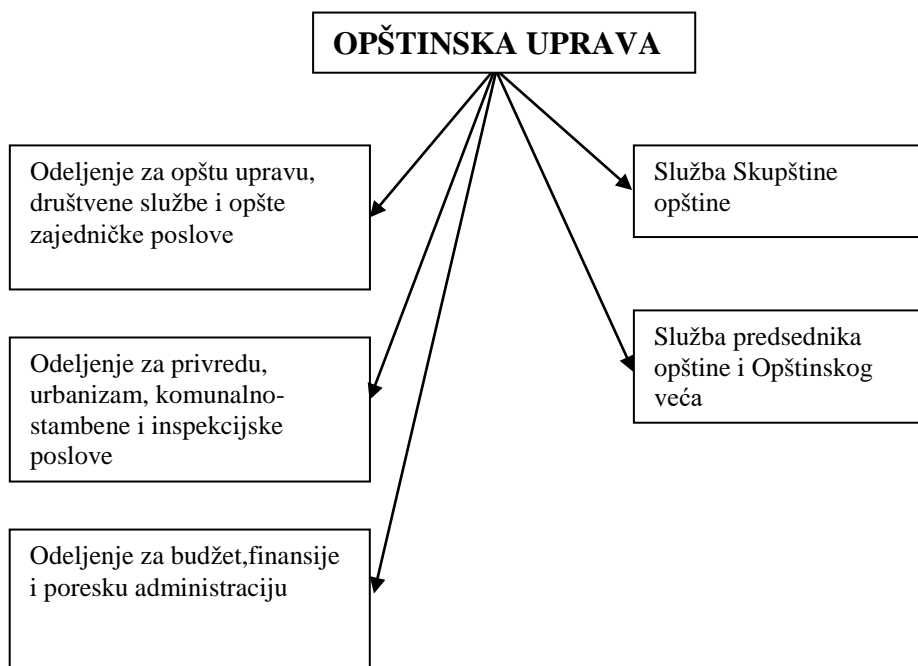 OPŠTINSKA UPRAVA
Odeljenje za opštu upravu,
društvene službe i opšte
zajedničke poslove
Odeljenje za privredu,
urbanizam, komunalno-
stambene i inspekcijske
poslove
Odeljenje za budžet,finansije
i poresku administraciju
Služba Skupštine
opštine
Služba predsednika
opštine i Opštinskog
veća